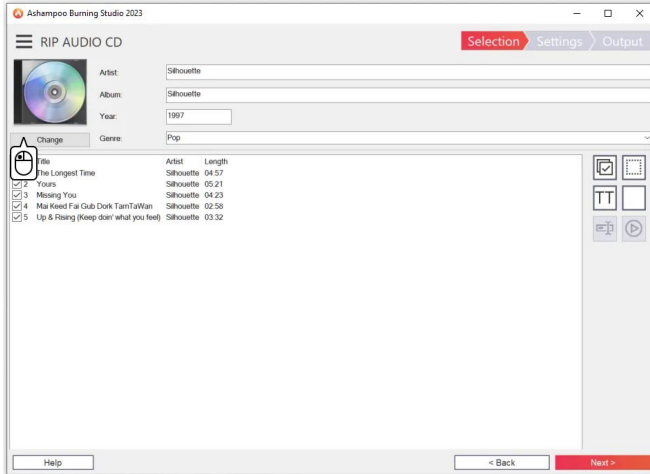 Ashampoo Burning Studio 2023
RIP AUDIO CD
Selection Settings Output
Artist: Silhouette
Album: Silhouette
Year: 1997
Change
Genre: Pop
Title Artist Length
The Longest Time Silhouette 04:57
2 Yours Silhouette 05:21
3 Missing You Silhouette 04:23
4 Mai Keed Fai Gub Dork TarnTaWan Silhouette 02:58
5 Up & Rising (Keep doin' what you feel) Silhouette 03:32
TT
Help
< Back
Next >